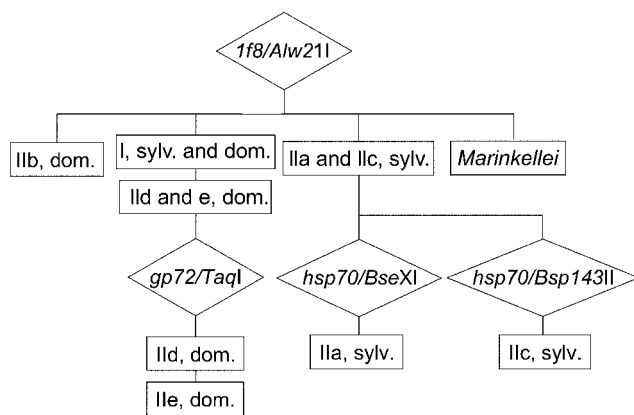 1f8/Alw21I
IIb, dom.
I, sylv. and dom.
IIa and IIc, sylv.
Marinkellei
IId and e, dom.
gp72/TaqI
hsp70/BseXI
hsp70/Bsp143II
IId, dom.
IIa, sylv.
IIc, sylv.
IIe, dom.